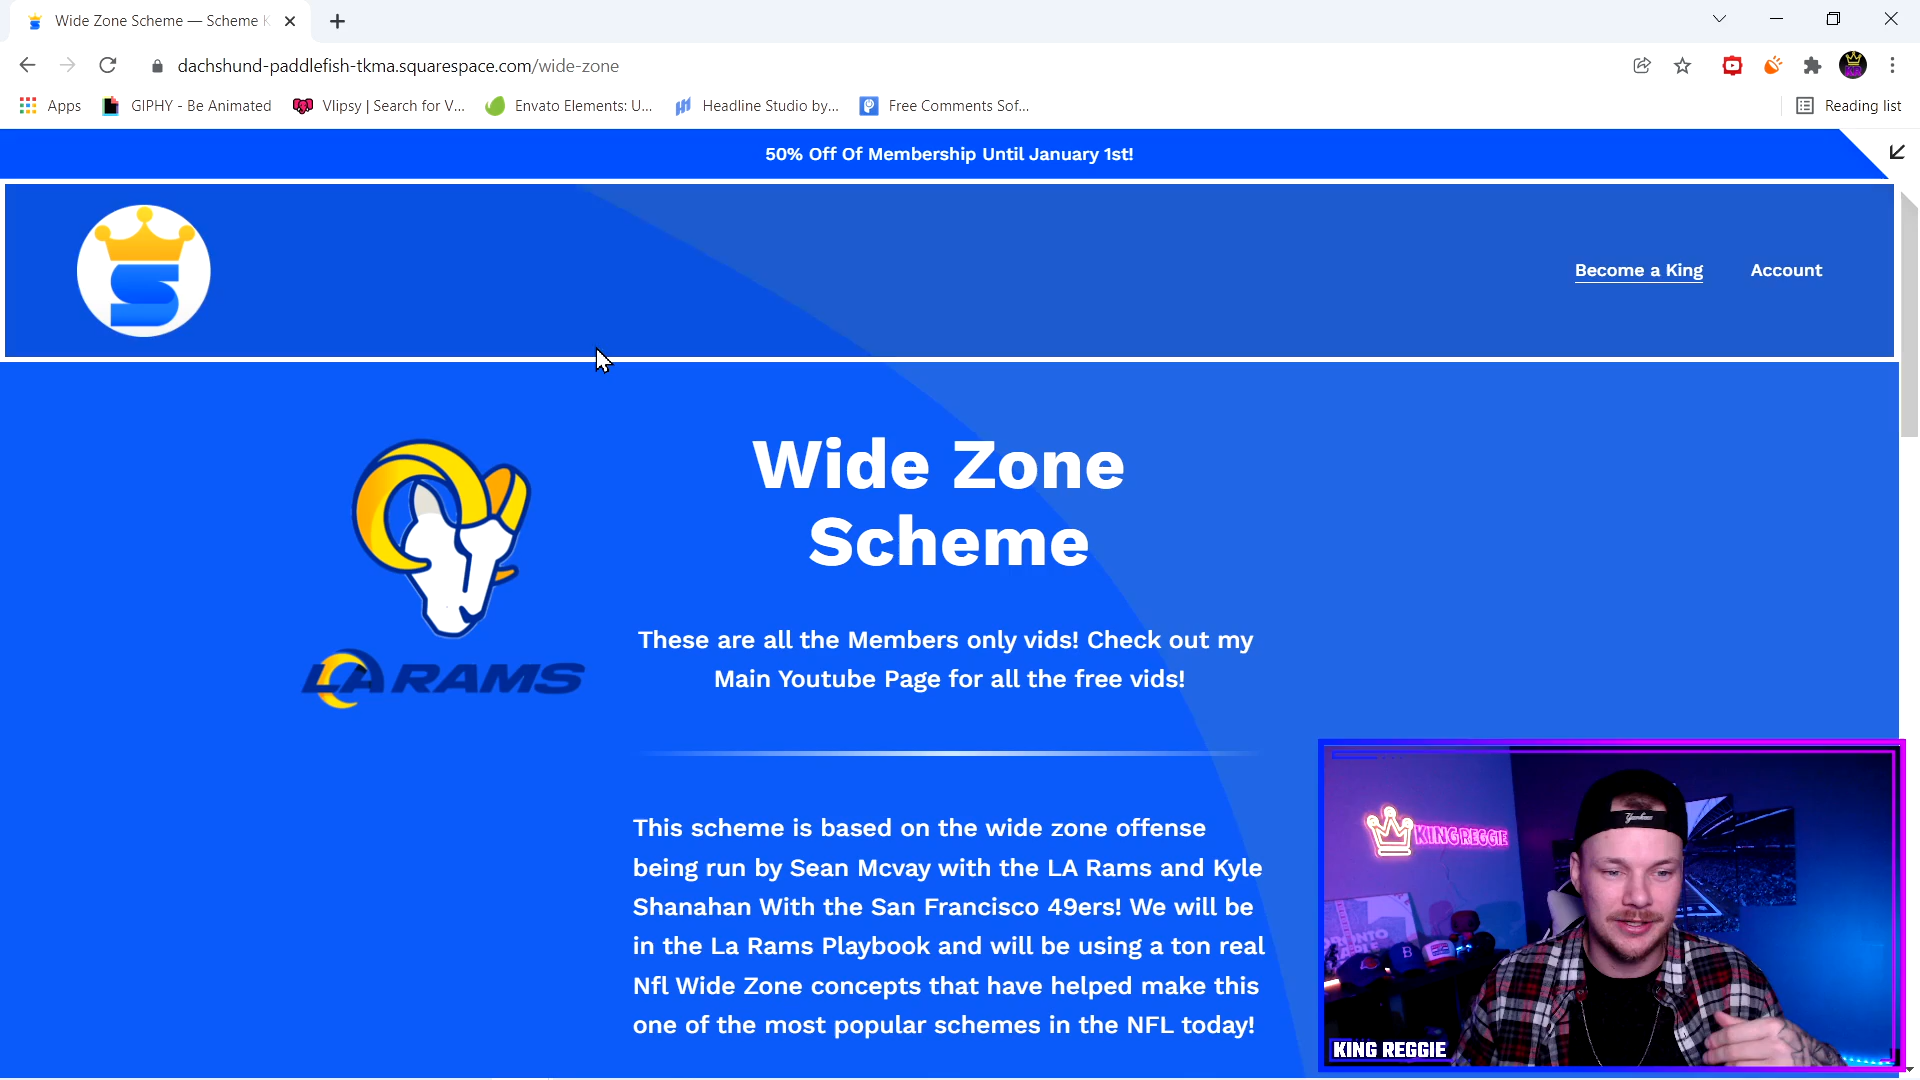 Wide Zone Scheme — Scheme K
dachshund-paddlefish-tkma.squarespace.com/wide-zone
Apps
GIPHY - Be Animated
Vlipsy | Search for V...
Envato Elements: U...
Headline Studio by...
Free Comments Sof...
Reading list
50% Off Of Membership Until January 1st!
S
Become a King
Account
Wide Zone
Scheme
LA RAMS
These are all the Members only vids! Check out my
Main Youtube Page for all the free vids!
This scheme is based on the wide zone offense
being run by Sean Mcvay with the LA Rams and Kyle
Shanahan With the San Francisco 49ers! We will be
in the La Rams Playbook and will be using a ton real
Nfl Wide Zone concepts that have helped make this
one of the most popular schemes in the NFL today!
KING REGGIE
Yankees
B
KING REGGIE